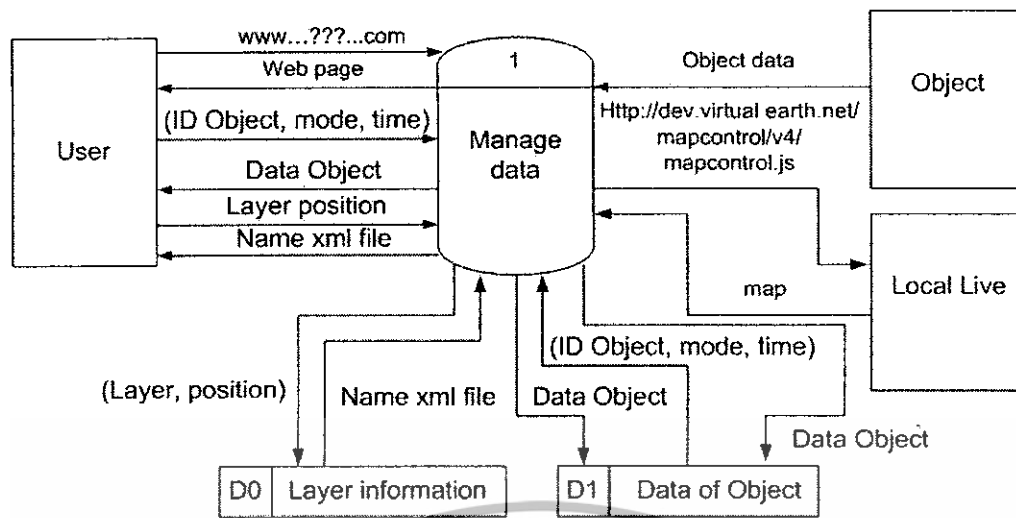 www...???...com
Web page
(ID Object, mode, time)
User
Data Object
Layer position
Name xml file
1
Manage
data
Object data
Http://dev.virtual earth.net/
mapcontrol/v4/
mapcontrol.js
Object
map
Local Live
(Layer, position)
Name xml file
(ID Object, mode, time)
Data Object
Data Object
D0 Layer information
D1 Data of Object